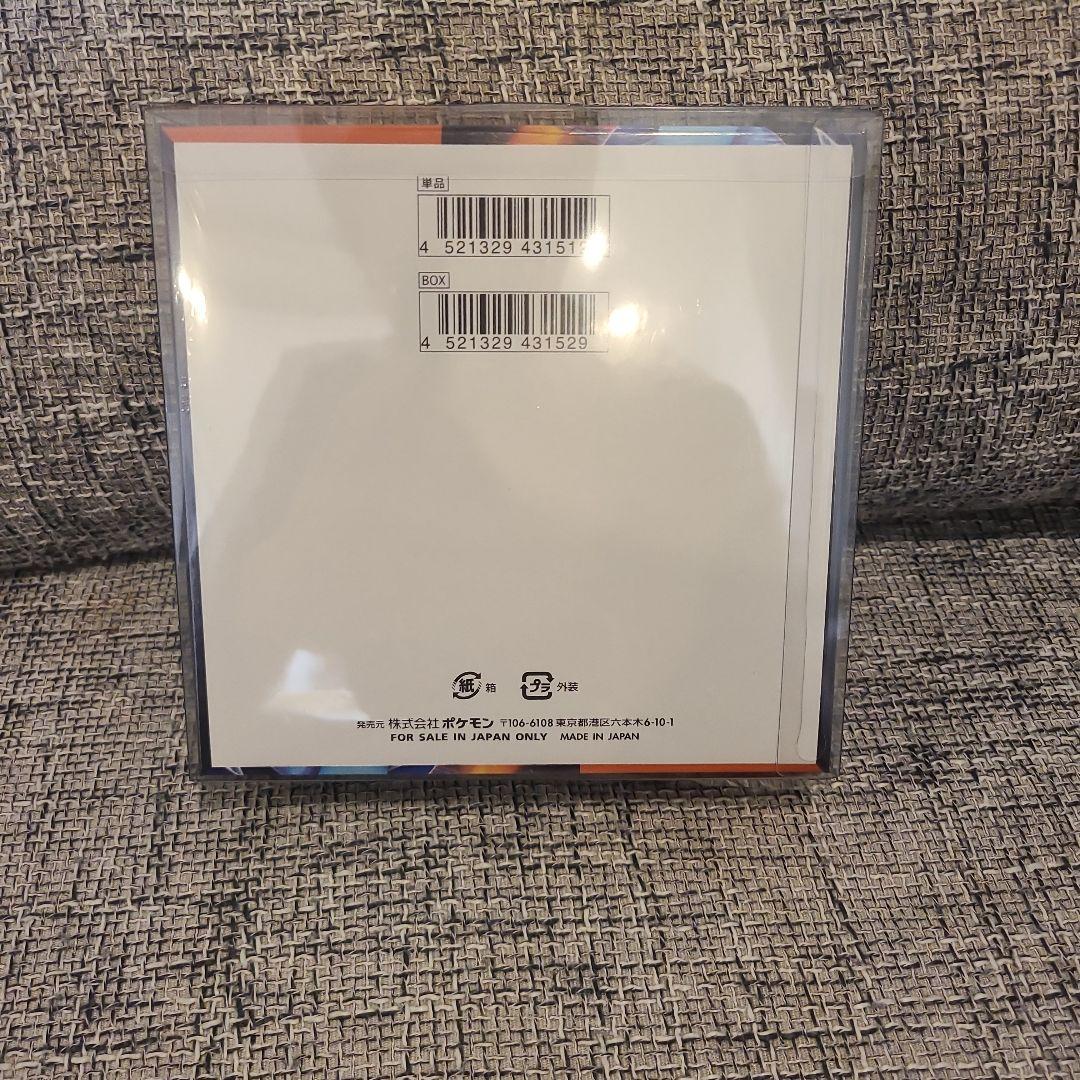 単品
4 521329 431512
BOX
4 521329 431529
紙 箱 プラ 外装
発売元 株式会社 ポケモン 〒106-6108 東京都港区六本木6-10-1
FOR SALE IN JAPAN ONLY MADE IN JAPAN